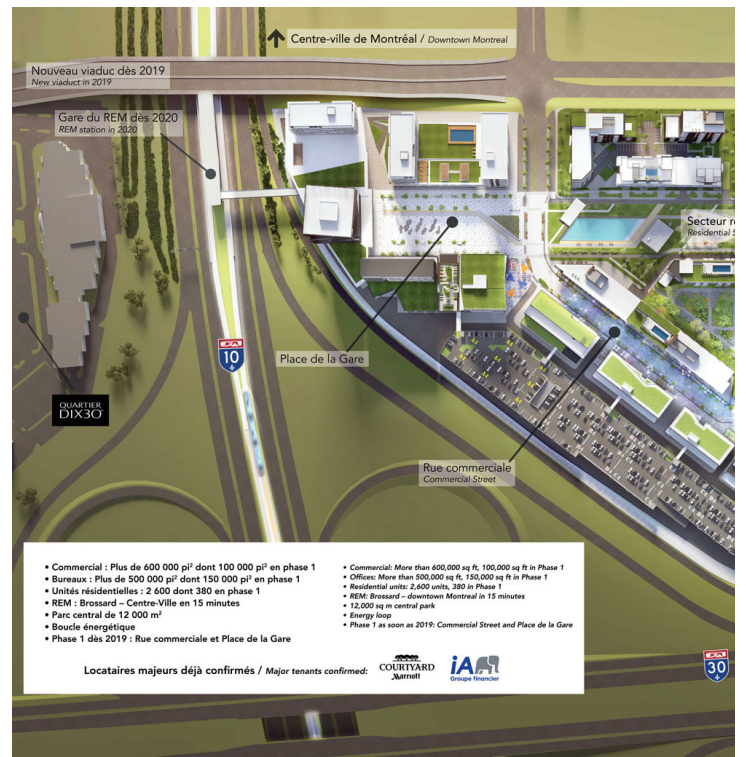 Centre-ville de Montréal / Downtown Montreal
Nouveau viaduc dès 2019
New viaduct in 2019
Gare du REM dès 2020
REM station in 2020
Secteur
Residential
Place de la Gare
10
QUARTIER
DIX30
Rue commerciale
Commercial Street
• Commercial : Plus de 600 000 pi² dont 100 000 pi² en phase 1
• Bureaux : Plus de 500 000 pi² dont 150 000 pi² en phase 1
• Unités résidentielles : 2 600 dont 380 en phase 1
• REM : Brossard – Centre-Ville en 15 minutes
• Parc central de 12 000 m²
• Boucle énergétique
• Phase 1 dès 2019 : Rue commerciale et Place de la Gare
• Commercial: More than 600,000 sq ft, 100,000 sq ft in Phase 1
• Offices: More than 500,000 sq ft, 150,000 sq ft in Phase 1
• Residential units: 2,600 units, 380 in Phase 1
• REM: Brossard – downtown Montreal in 15 minutes
• 12,000 sq m central park
• Energy loop
• Phase 1 as soon as 2019: Commercial Street and Place de la Gare
Locataires majeurs déjà confirmés / Major tenants confirmed:
COURTYARD
Marriott
iA
Groupe financier
30